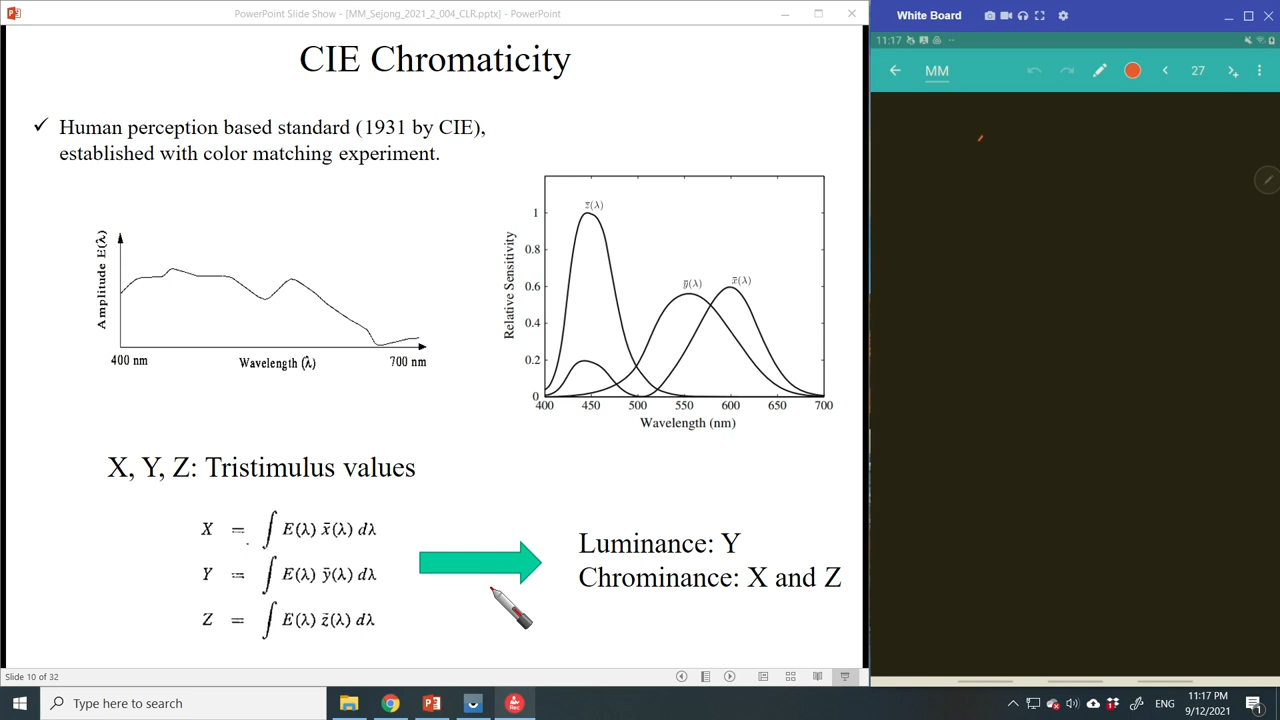 PowerPoint Slide Show - [MM_Sejong_2021_2_004_CLR.pptx] - PowerPoint
CIE Chromaticity
✓ Human perception based standard (1931 by CIE),
established with color matching experiment.
Amplitude E(λ)
400 nm
Wavelength (λ)
700 nm
Relative Sensitivity
1
0.8
0.6
0.4
0.2
0
z̄(λ)
ȳ(λ)
x̄(λ)
400 450 500 550 600 650 700
Wavelength (nm)
X, Y, Z: Tristimulus values
X = ∫ E(λ) x̄(λ) dλ
Y = ∫ E(λ) ȳ(λ) dλ
Z = ∫ E(λ) z̄(λ) dλ
Luminance: Y
Chrominance: X and Z
Slide 10 of 32
White Board
11:17
MM
27
Type here to search
Rec
ENG
11:17 PM
9/12/2021
1